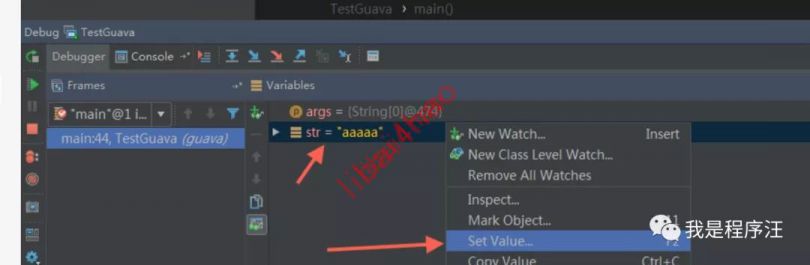 TestGuava › main()
Debug TestGuava
Debugger Console
Frames
Variables
"main"@1 i...
main:44, TestGuava (guava)
args = {String[0]@474}
str = "aaaaa"
New Watch... Insert
New Class Level Watch...
Remove All Watches
Inspect...
Mark Object...
Set Value... F2
Copy Value Ctrl+C
我是程序汪